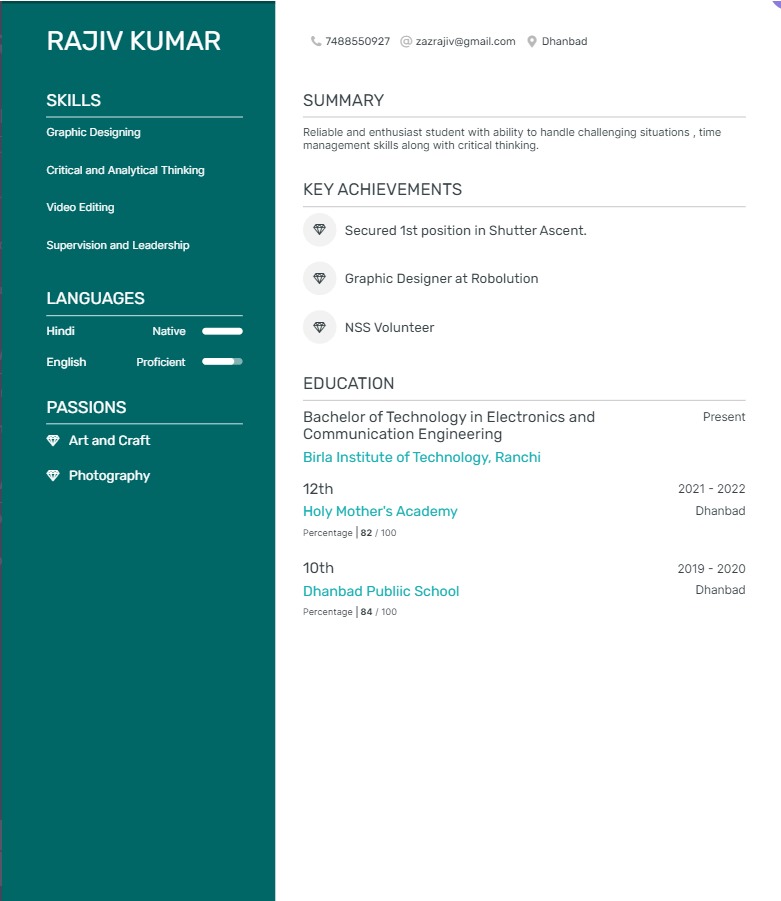 RAJIV KUMAR
7488550927 @ zazrajiv@gmail.com Dhanbad
SKILLS
Graphic Designing
Critical and Analytical Thinking
Video Editing
Supervision and Leadership
LANGUAGES
Hindi Native
English Proficient
PASSIONS
Art and Craft
Photography
SUMMARY
Reliable and enthusiast student with ability to handle challenging situations , time
management skills along with critical thinking.
KEY ACHIEVEMENTS
Secured 1st position in Shutter Ascent.
Graphic Designer at Robolution
NSS Volunteer
EDUCATION
Bachelor of Technology in Electronics and Present
Communication Engineering
Birla Institute of Technology, Ranchi
12th 2021 - 2022
Holy Mother's Academy Dhanbad
Percentage | 82 / 100
10th 2019 - 2020
Dhanbad Publiic School Dhanbad
Percentage | 84 / 100